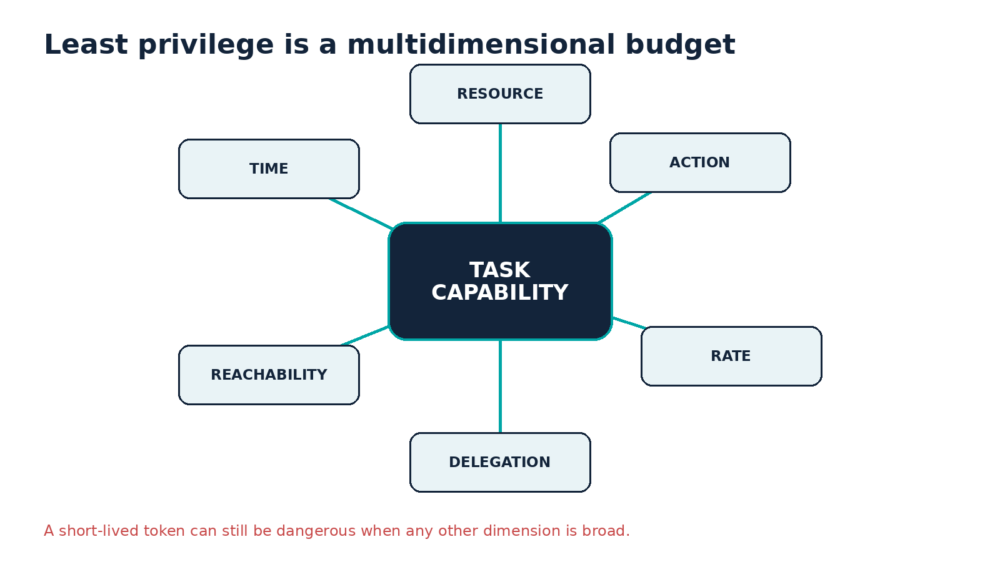 Least privilege is a multidimensional budget
RESOURCE
TIME
ACTION
TASK
CAPABILITY
REACHABILITY
RATE
DELEGATION
A short-lived token can still be dangerous when any other dimension is broad.